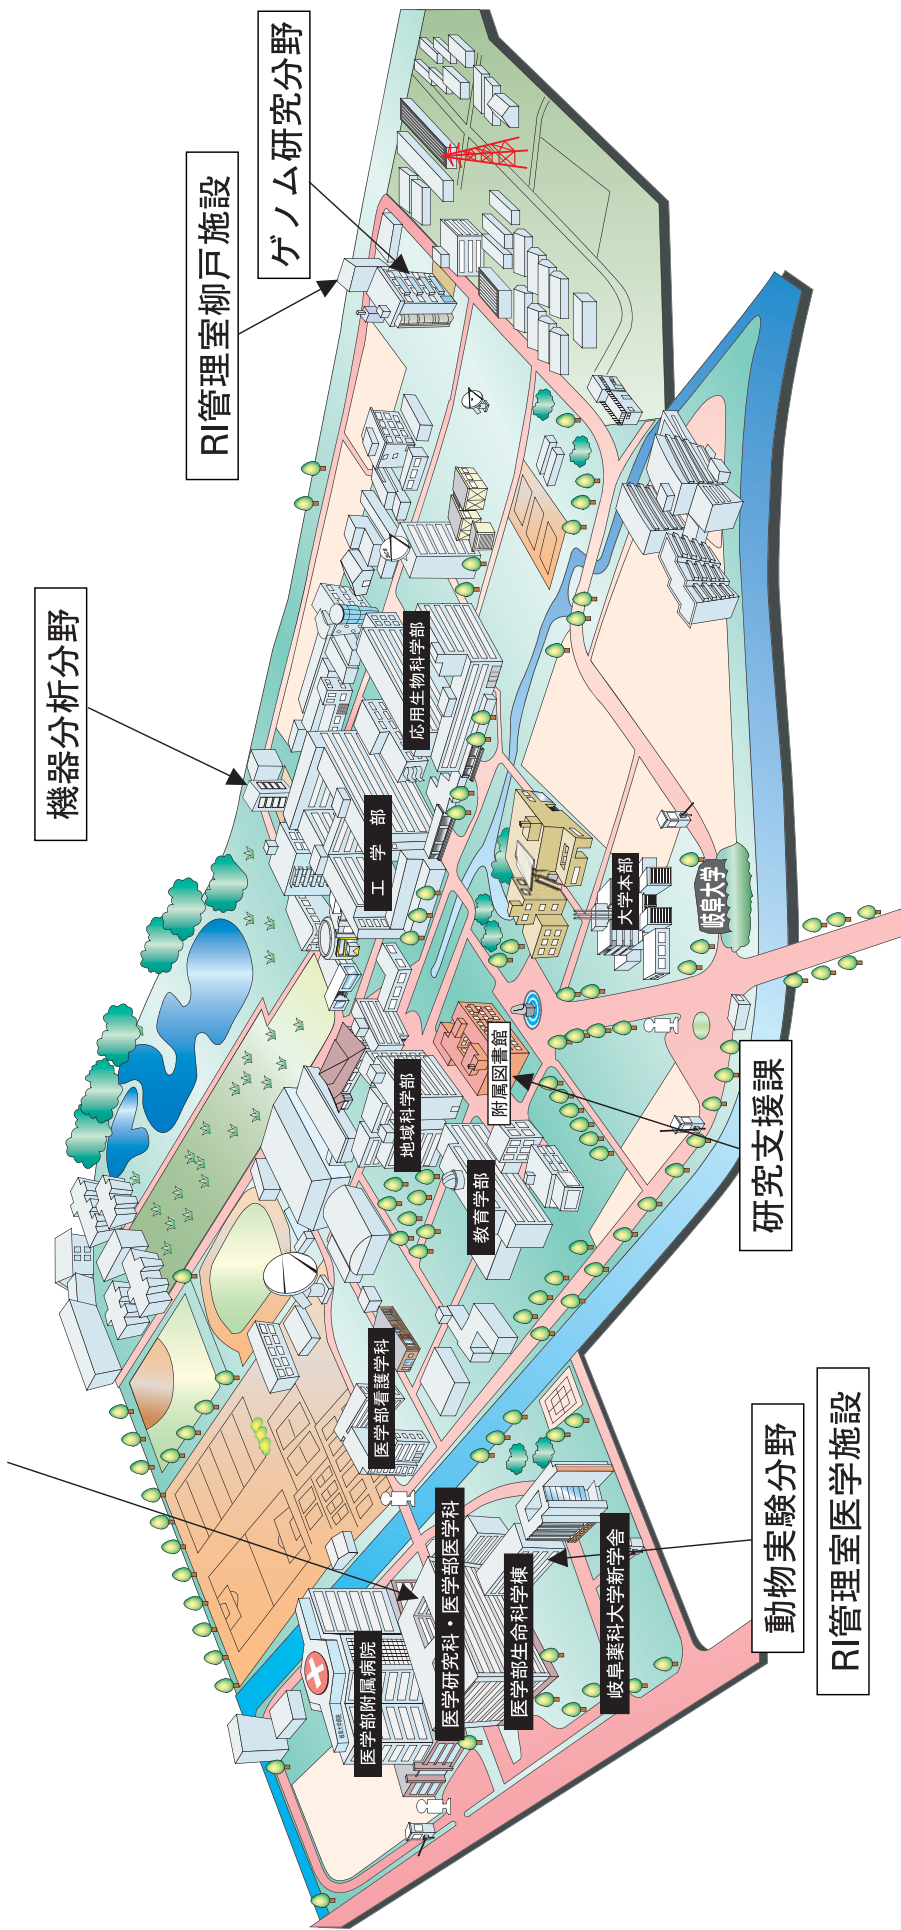 RI管理室柳戸施設
ゲノム研究分野
機器分析分野
応用生物科学部
工学部
大学本部
岐阜大学
附属図書館
地域科学部
教育学部
研究支援課
医学部看護学科
医学部附属病院
医学研究科・医学部医学科
医学部生命科学棟
岐阜薬科大学新学舎
動物実験分野
RI管理室医学施設